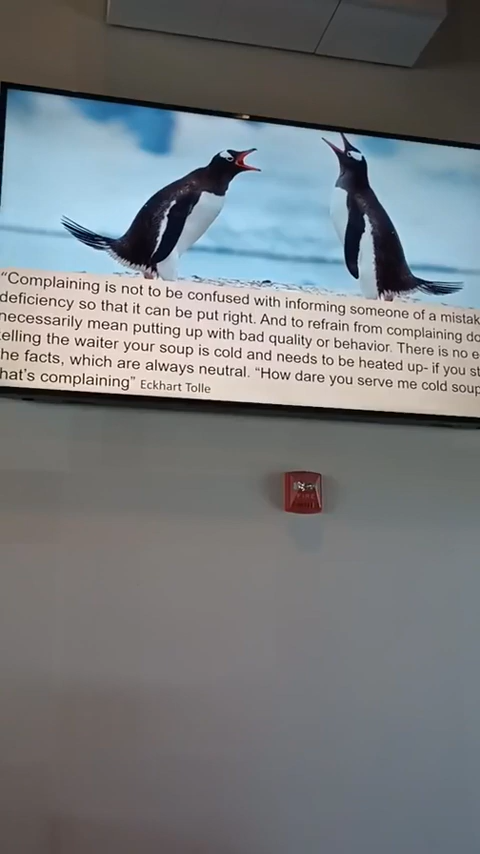 “Complaining is not to be confused with informing someone of a mistak
deficiency so that it can be put right. And to refrain from complaining do
necessarily mean putting up with bad quality or behavior. There is no e
elling the waiter your soup is cold and needs to be heated up- if you st
he facts, which are always neutral. “How dare you serve me cold soup
hat’s complaining” Eckhart Tolle
FIRE